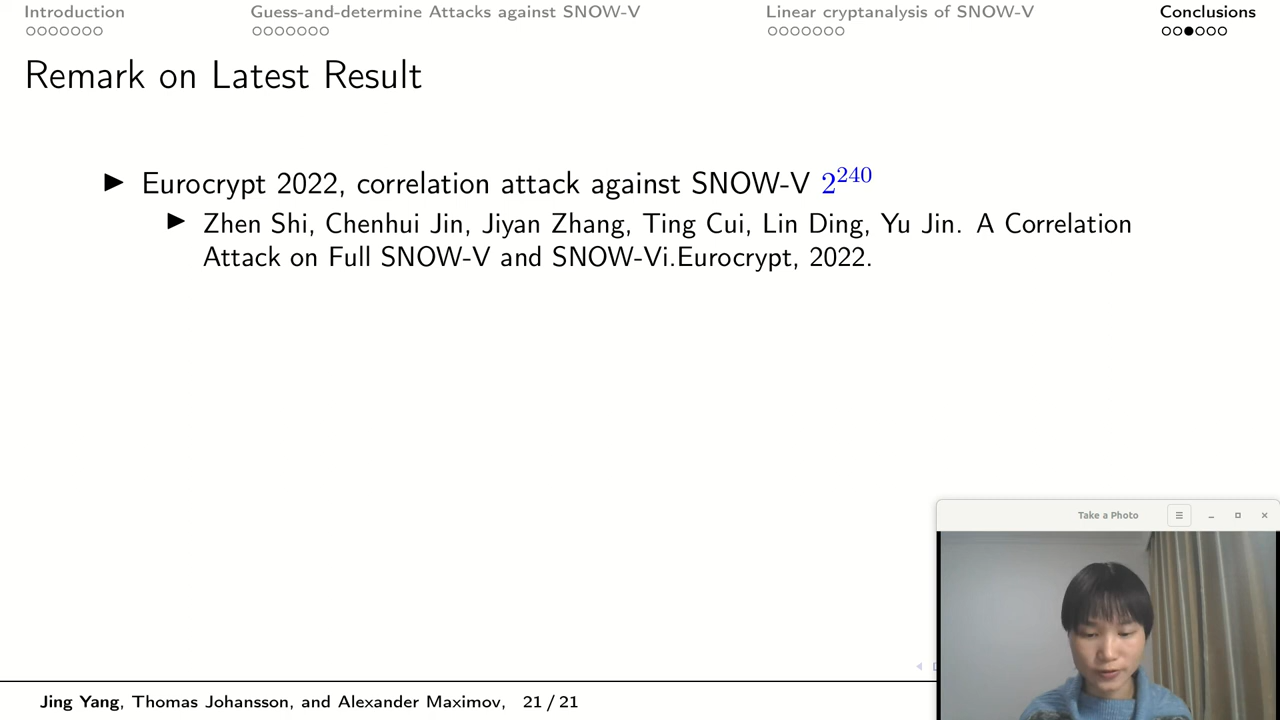 Introduction
Guess-and-determine Attacks against SNOW-V
Linear cryptanalysis of SNOW-V
Conclusions
Remark on Latest Result
Eurocrypt 2022, correlation attack against SNOW-V 2^240
Zhen Shi, Chenhui Jin, Jiyan Zhang, Ting Cui, Lin Ding, Yu Jin. A Correlation
Attack on Full SNOW-V and SNOW-Vi.Eurocrypt, 2022.
Take a Photo
Jing Yang, Thomas Johansson, and Alexander Maximov, 21 / 21